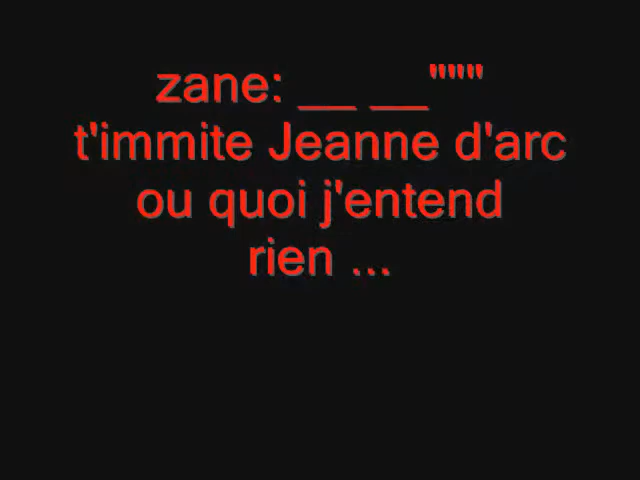 zane: __ __"""
t'immite Jeanne d'arc
ou quoi j'entend
rien ...